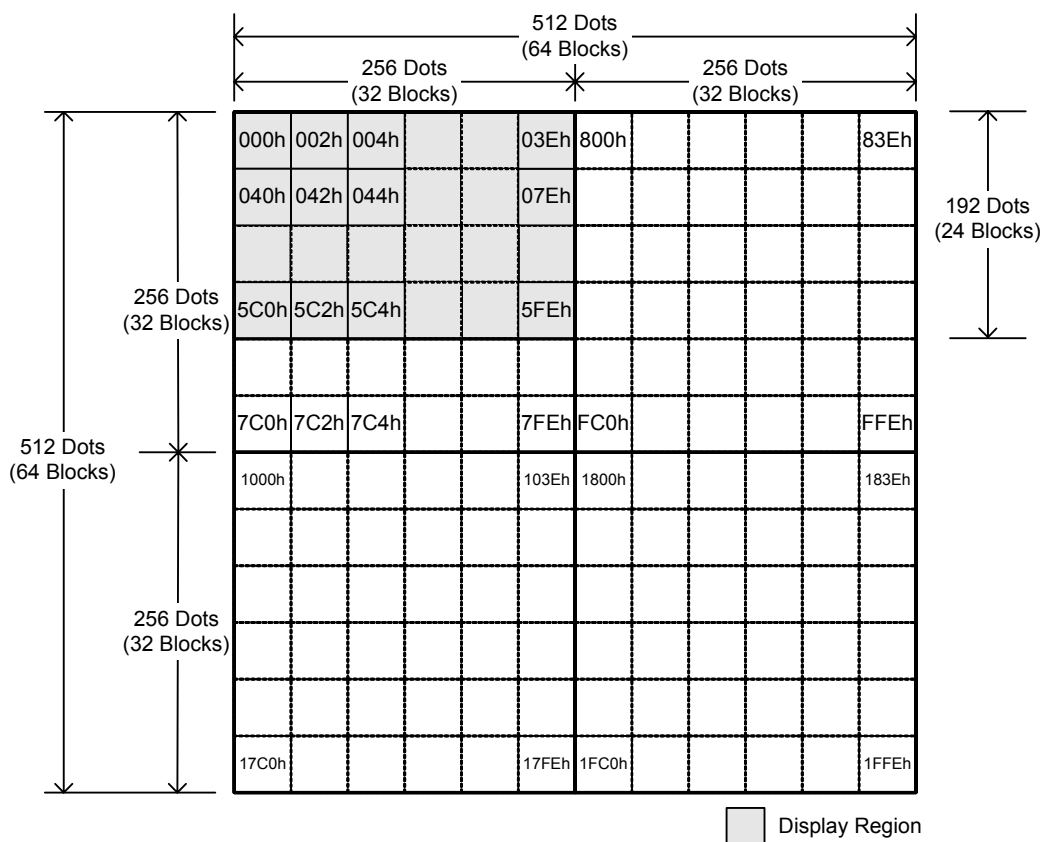 512 Dots
(64 Blocks)
256 Dots
(32 Blocks)
256 Dots
(32 Blocks)
000h 002h 004h 03Eh 800h 83Eh
040h 042h 044h 07Eh
192 Dots
(24 Blocks)
256 Dots
(32 Blocks)
5C0h 5C2h 5C4h 5FEh
7C0h 7C2h 7C4h 7FEh FC0h FFEh
512 Dots
(64 Blocks)
1000h 103Eh 1800h 183Eh
256 Dots
(32 Blocks)
17C0h 17FEh 1FC0h 1FFEh
Display Region